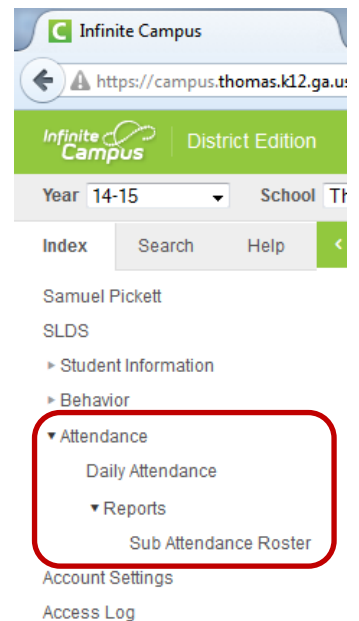 Infinite Campus
https://campus.thomas.k12.ga.us
Infinite Campus District Edition
Year 14-15 School Th
Index Search Help
Samuel Pickett
SLDS
Student Information
Behavior
Attendance
Daily Attendance
Reports
Sub Attendance Roster
Account Settings
Access Log